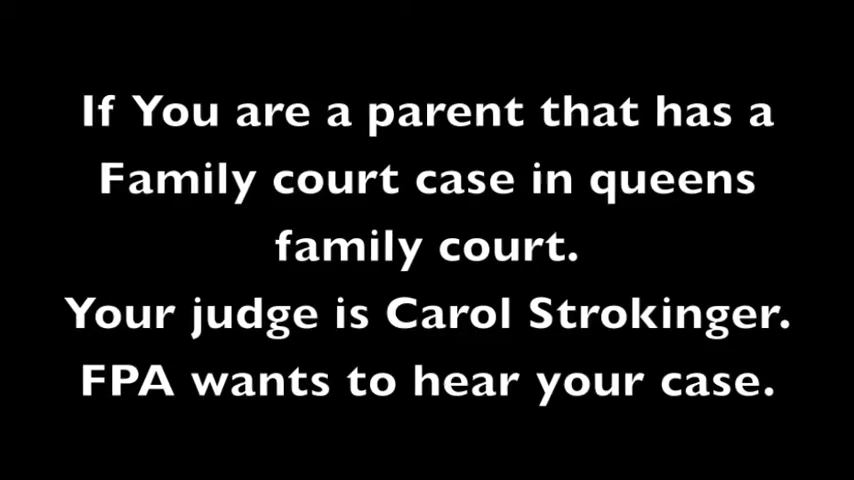 If You are a parent that has a
Family court case in queens
family court.
Your judge is Carol Strokinger.
FPA wants to hear your case.